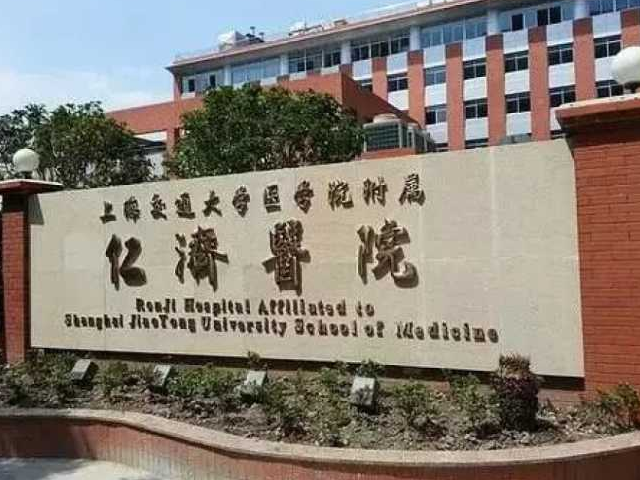 上海交通大学医学院附属
仁濟醫院
RenJi Hospital Affiliated to
Shanghai JiaoTong University School of Medicine